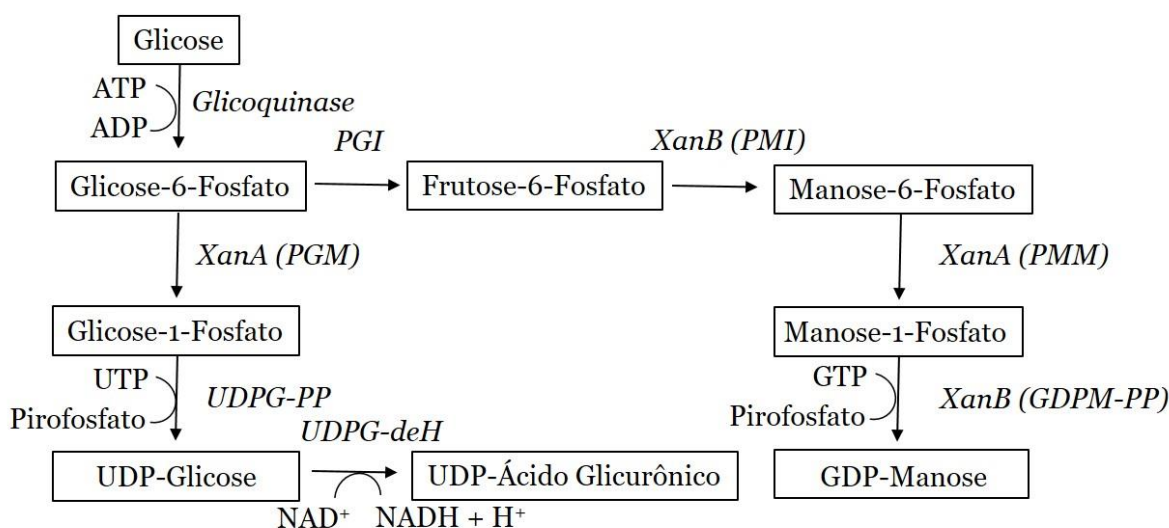 Glicose
ATP
ADP
Glicoquinase
PGI
XanB (PMI)
Glicose-6-Fosfato
Frutose-6-Fosfato
Manose-6-Fosfato
XanA (PGM)
XanA (PMM)
Glicose-1-Fosfato
Manose-1-Fosfato
UTP
Pirofosfato
UDPG-PP
GTP
Pirofosfato
XanB (GDPM-PP)
UDPG-deH
UDP-Glicose
UDP-Ácido Glicurônico
GDP-Manose
NAD⁺
NADH + H⁺